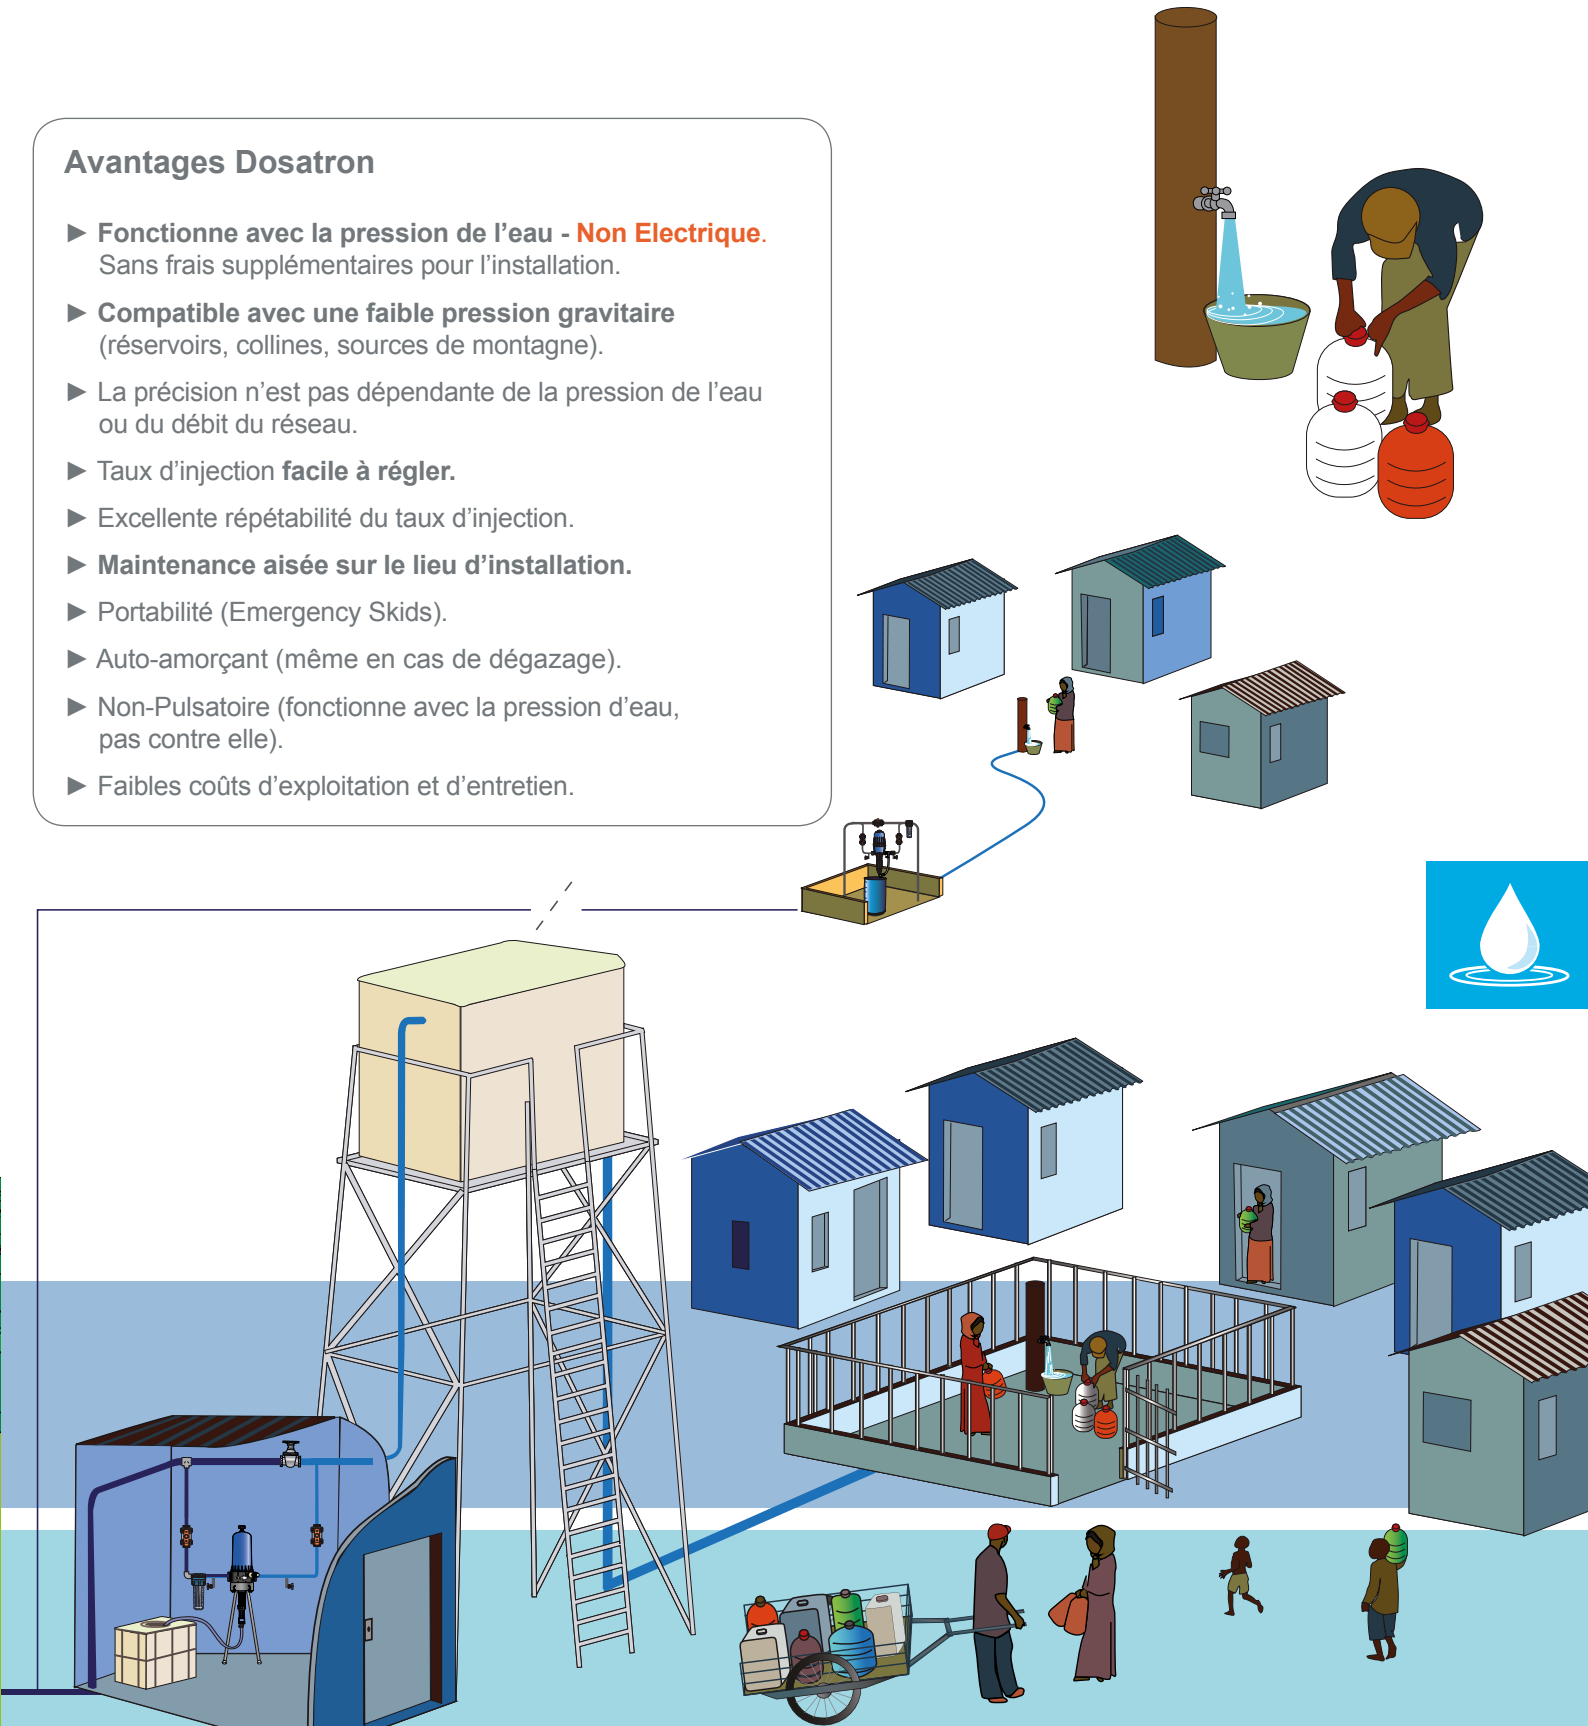 Avantages Dosatron
► Fonctionne avec la pression de l’eau - Non Electrique.
Sans frais supplémentaires pour l’installation.
► Compatible avec une faible pression gravitaire
(réservoirs, collines, sources de montagne).
► La précision n’est pas dépendante de la pression de l’eau
ou du débit du réseau.
► Taux d’injection facile à régler.
► Excellente répétabilité du taux d’injection.
► Maintenance aisée sur le lieu d’installation.
► Portabilité (Emergency Skids).
► Auto-amorçant (même en cas de dégazage).
► Non-Pulsatoire (fonctionne avec la pression d’eau,
pas contre elle).
► Faibles coûts d’exploitation et d’entretien.